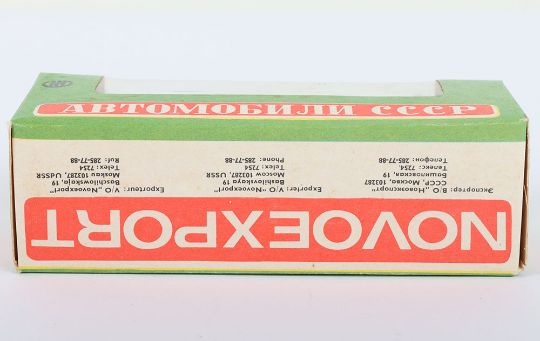 АВТОМОБИЛИ СССР
NOVOEXPORT
Экспортер: В/О „Новоэкспорт"
СССР, Москва, 103287
Башиловская, 19
Телекс: 7254
Телефон: 285-77-88
Exporter: V/O "Novoexport"
Bashilovskaya 19
Moscow 103287, USSR
Telex: 7254
Phone: 285-77-88
Exporter: V/O „Novoexport"
Baschilovskaja 19
Moskau 103287, UdSSR
Telex: 7254
Ruf: 285-77-88